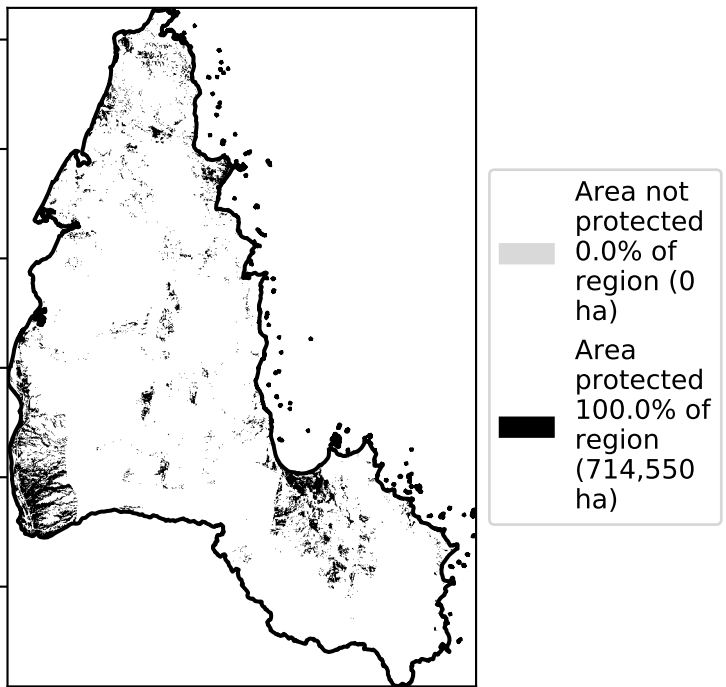 Area not
protected
0.0% of
region (0
ha)
Area
protected
100.0% of
region
(714,550
ha)